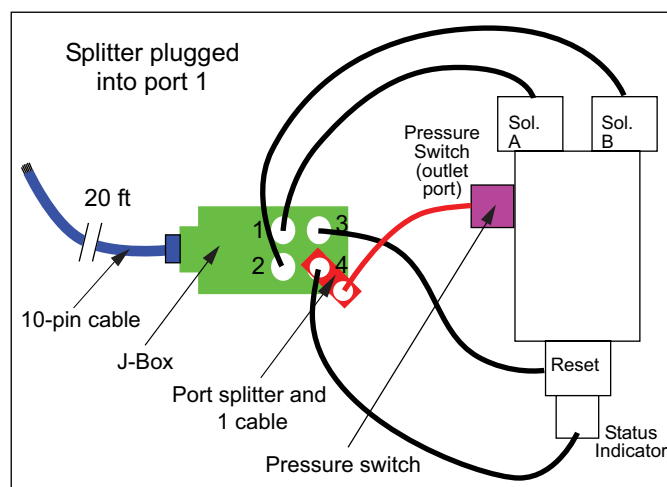 Splitter plugged
into port 1
Sol.
A
Sol.
B
Pressure
Switch
(outlet
port)
20 ft
1
3
2
4
10-pin cable
J-Box
Reset
Port splitter and
1 cable
Status
Indicator
Pressure switch